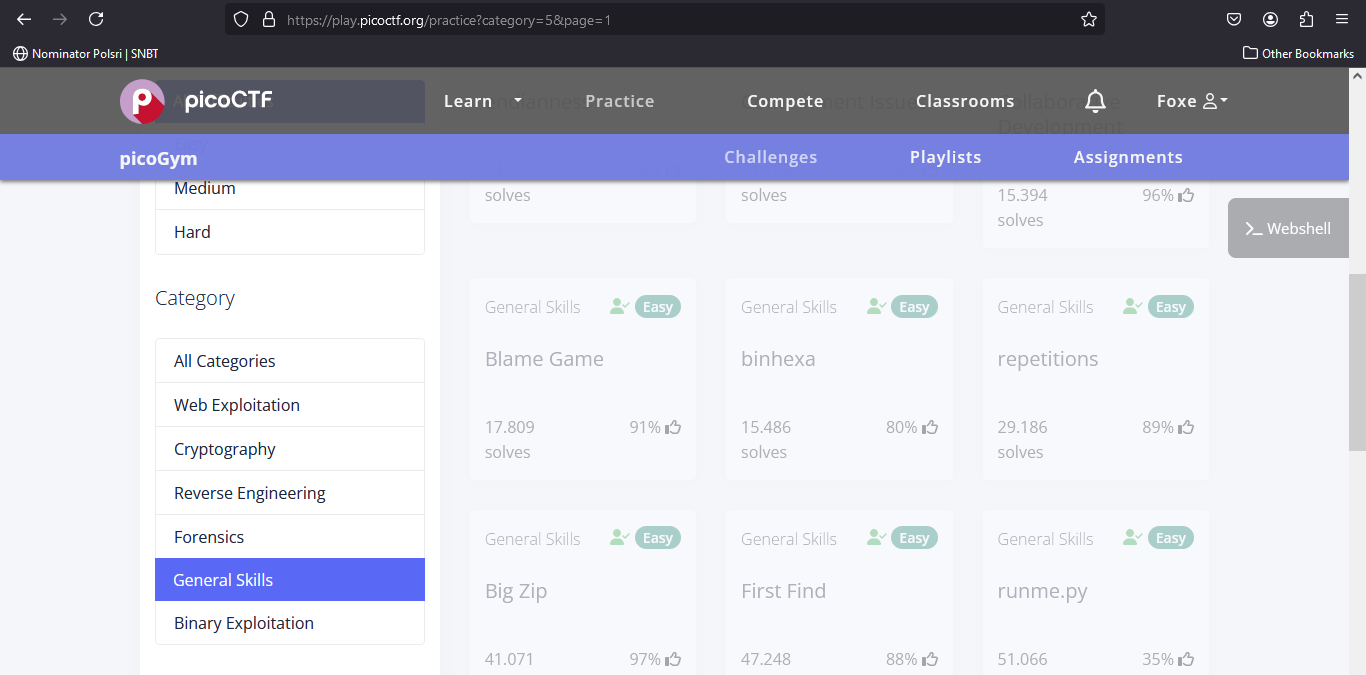 https://play.picoctf.org/practice?category=5&page=1
Nominator Polsri | SNBT
Other Bookmarks
picoCTF
Learn
Practice
Compete
Classrooms
Foxe
Development
picoGym
Challenges
Playlists
Assignments
Medium
Hard
solves
solves
15.394 96%
solves
Webshell
Category
All Categories
Web Exploitation
Cryptography
Reverse Engineering
Forensics
General Skills
Binary Exploitation
General Skills Easy
Blame Game
17.809 91%
solves
General Skills Easy
binhexa
15.486 80%
solves
General Skills Easy
repetitions
29.186 89%
solves
General Skills Easy
Big Zip
41.071 97%
General Skills Easy
First Find
47.248 88%
General Skills Easy
runme.py
51.066 35%